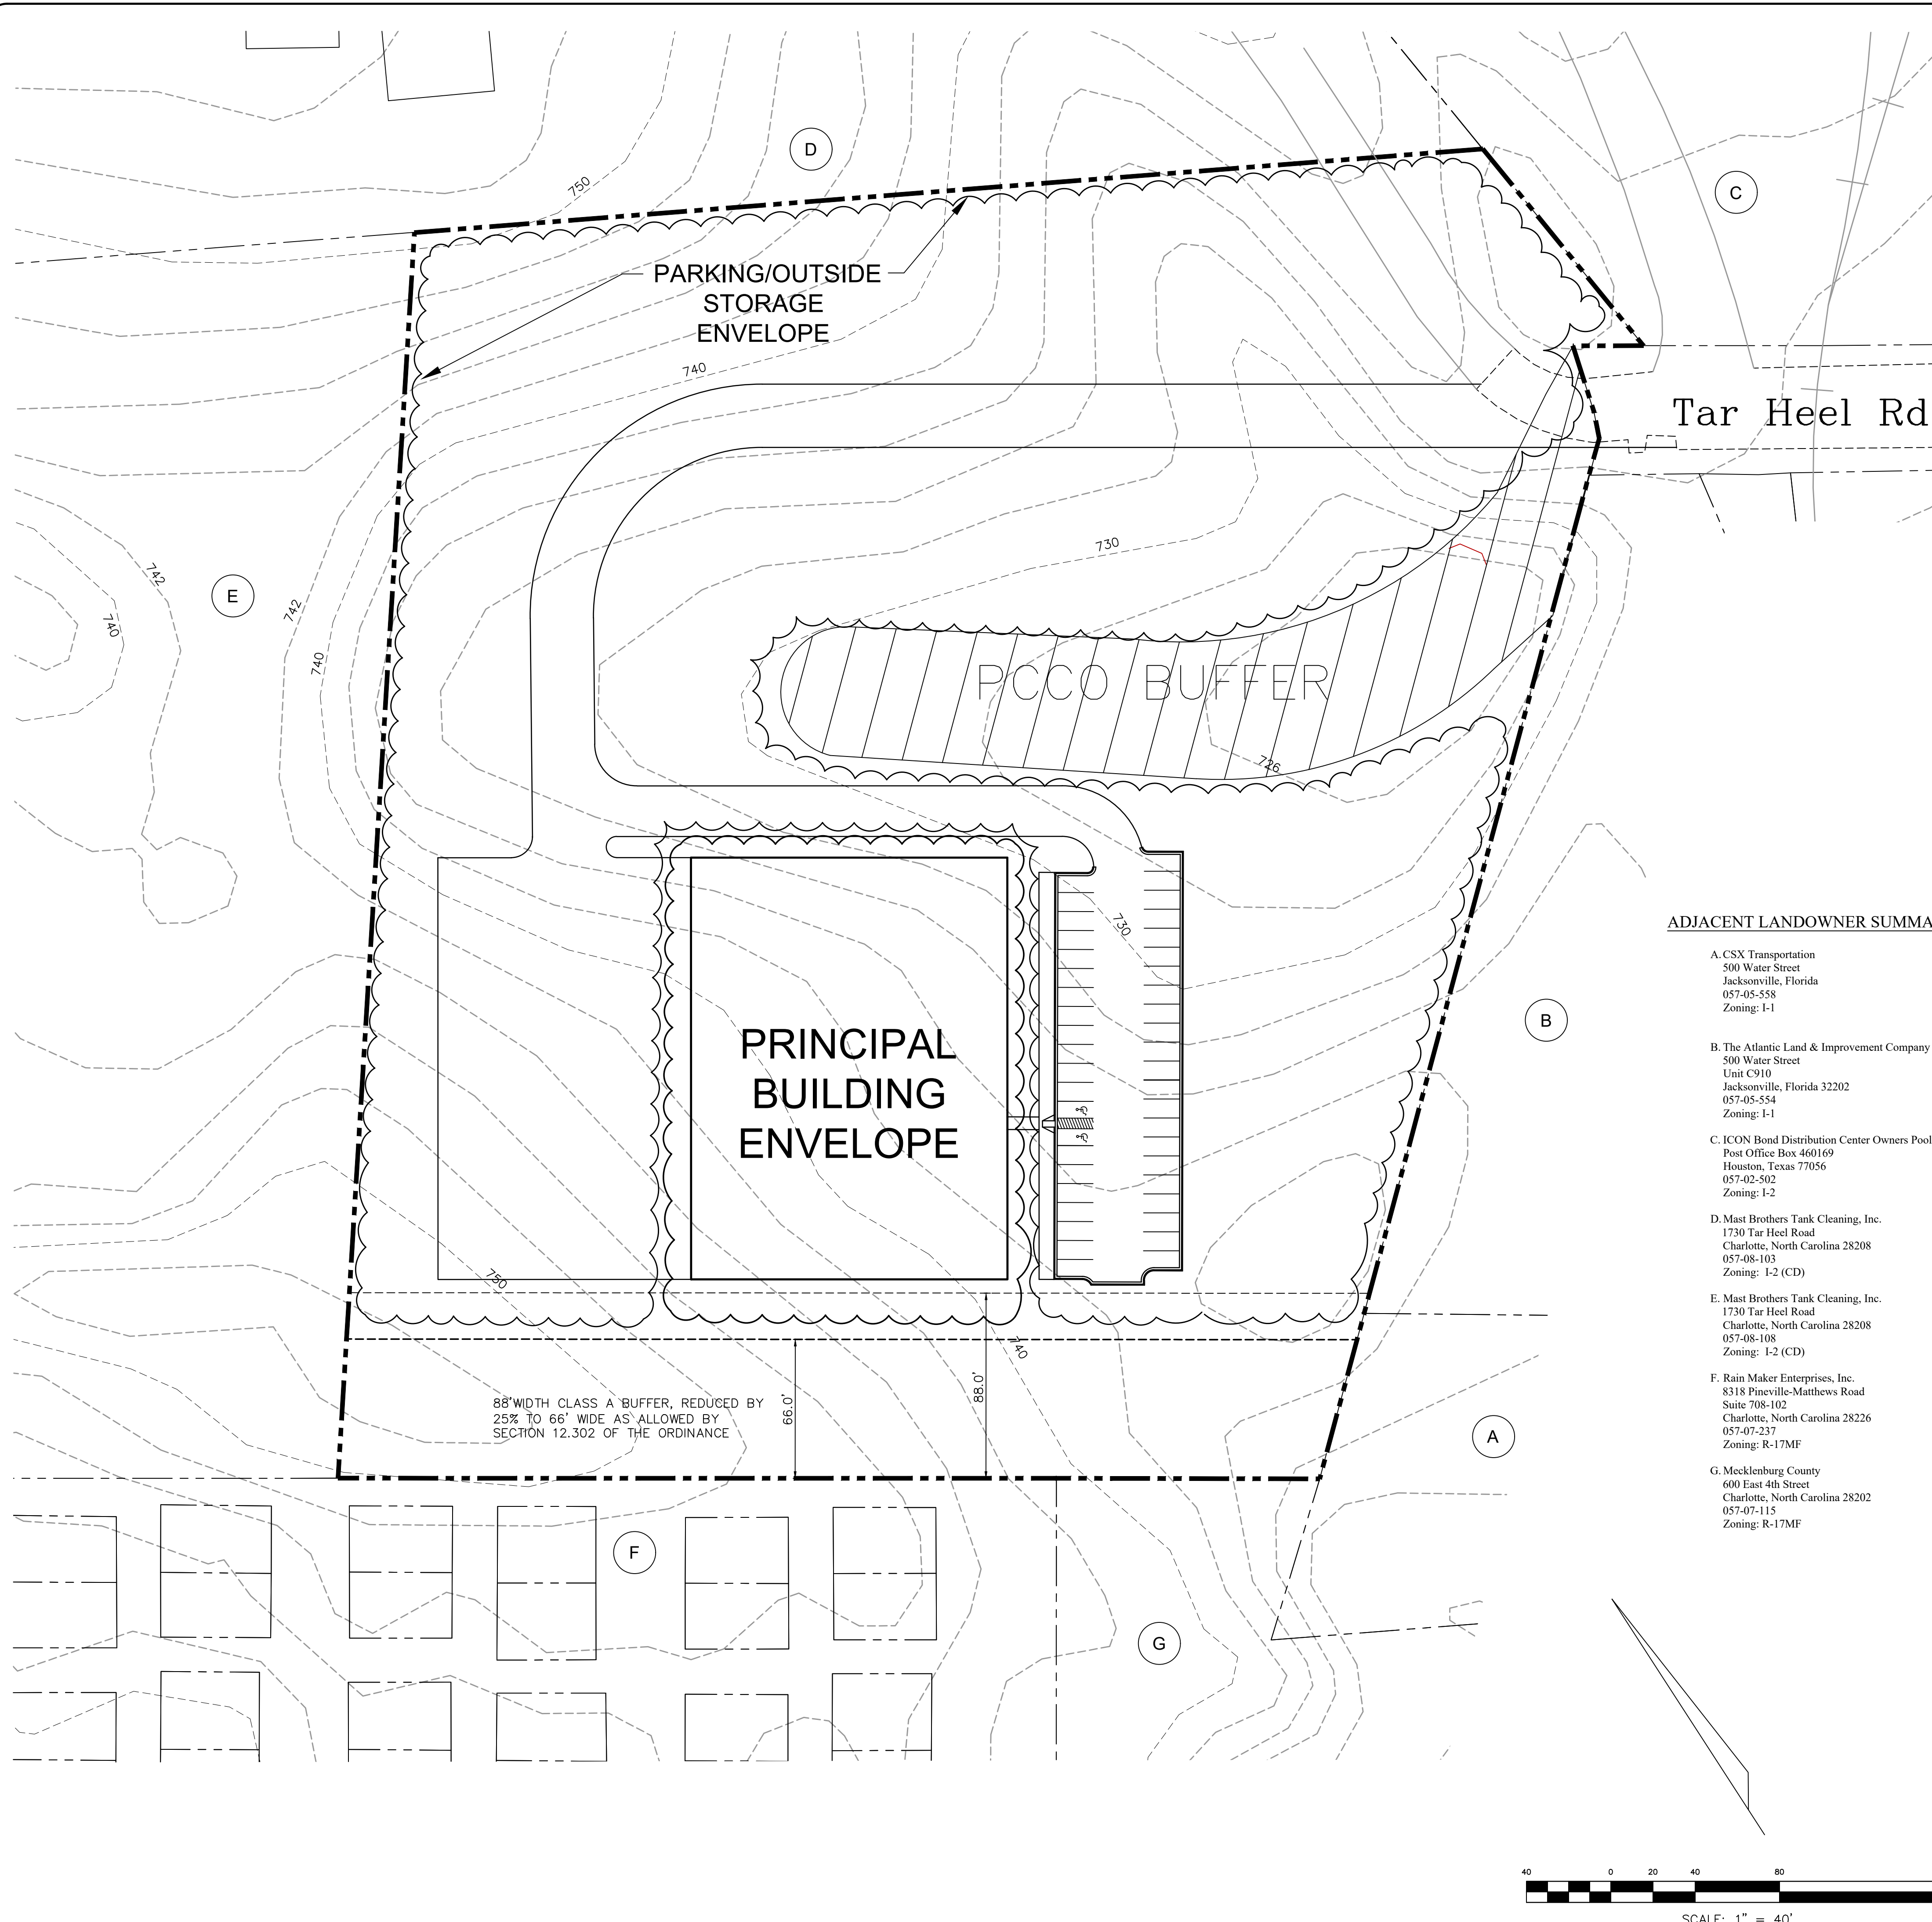 D
C
750
PARKING/OUTSIDE
STORAGE
ENVELOPE
740
Tar Heel Rd
730
742
742
740
740
E
PCCO BUFFER
726
730
ADJACENT LANDOWNER SUMMA
A. CSX Transportation
500 Water Street
Jacksonville, Florida
057-05-558
Zoning: I-1
B
PRINCIPAL
BUILDING
ENVELOPE
B. The Atlantic Land & Improvement Company
500 Water Street
Unit C910
Jacksonville, Florida 32202
057-05-554
Zoning: I-1
C. ICON Bond Distribution Center Owners Pool
Post Office Box 460169
Houston, Texas 77056
057-02-502
Zoning: I-2
D. Mast Brothers Tank Cleaning, Inc.
1730 Tar Heel Road
Charlotte, North Carolina 28208
057-08-103
Zoning: I-2 (CD)
E. Mast Brothers Tank Cleaning, Inc.
1730 Tar Heel Road
Charlotte, North Carolina 28208
057-08-108
Zoning: I-2 (CD)
F. Rain Maker Enterprises, Inc.
8318 Pineville-Matthews Road
Suite 708-102
Charlotte, North Carolina 28226
057-07-237
Zoning: R-17MF
G. Mecklenburg County
600 East 4th Street
Charlotte, North Carolina 28202
057-07-115
Zoning: R-17MF
750
740
88'WIDTH CLASS A BUFFER, REDUCED BY
25% TO 66' WIDE AS ALLOWED BY
SECTION 12.302 OF THE ORDINANCE
66.0'
88.0'
A
F
G
40 0 20 40 80
SCALE: 1" = 40'